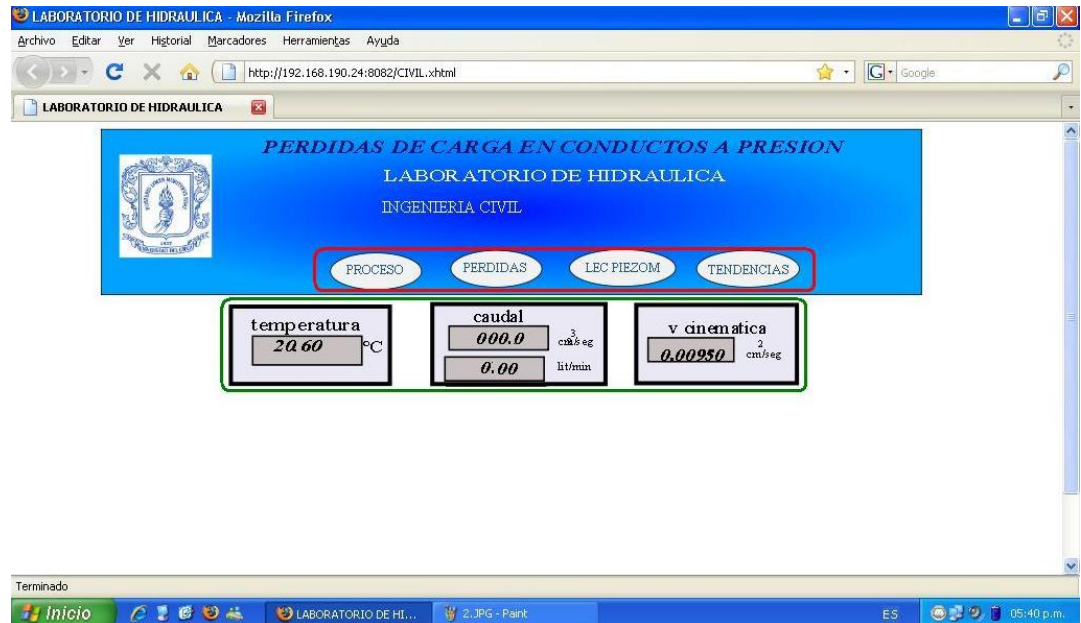 LABORATORIO DE HIDRAULICA - Mozilla Firefox
Archivo Editar Ver Historial Marcadores Herramientas Ayuda
http://192.168.190.24:8082/CIVIL.xhtml
Google
LABORATORIO DE HIDRAULICA
PERDIDAS DE CARGA EN CONDUCTOS A PRESION
LABORATORIO DE HIDRAULICA
INGENIERIA CIVIL
PROCESO PERDIDAS LEC PIEZOM TENDENCIAS
temperatura
20.60 °C
caudal
000.0 cm3/seg
0.00 lit/min
v cinematica
0.00950 cm2/seg
Terminado
Inicio LABORATORIO DE HI... 2.JPG - Paint ES 05:40 p.m.